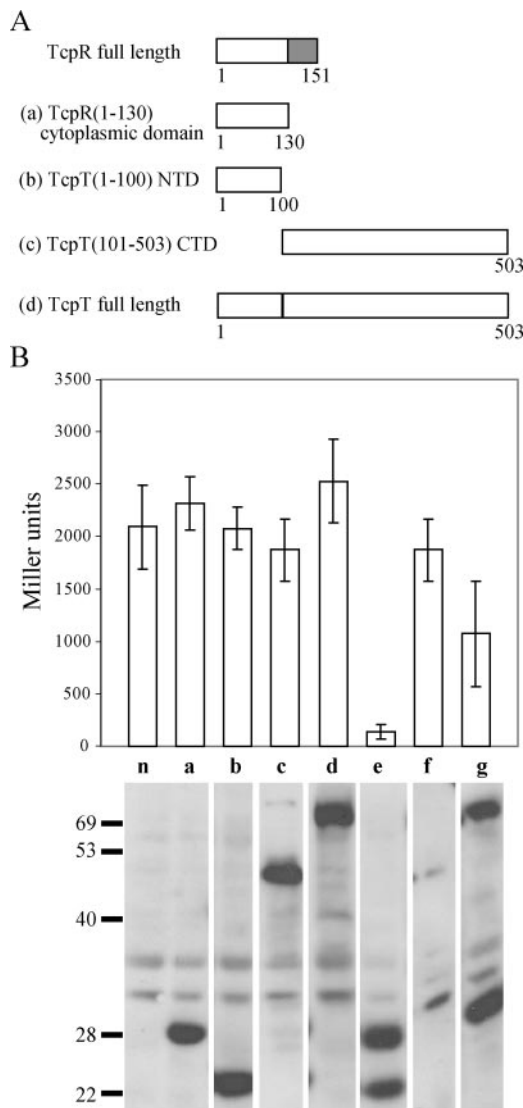 A
TcpR full length
1 151
(a) TcpR(1-130)
cytoplasmic domain
1 130
(b) TcpT(1-100) NTD
1 100
(c) TcpT(101-503) CTD
503
(d) TcpT full length
1 503
B
3500
3000
2500
2000
1500
1000
500
0
Miller units
n a b c d e f g
69
53
40
28
22